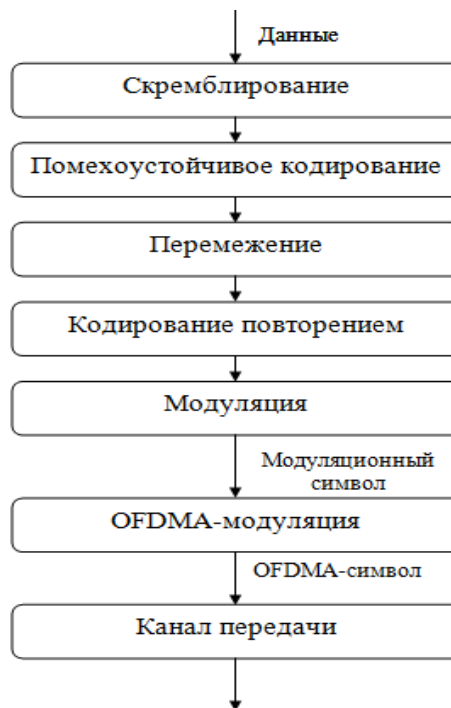 Данные
Скремблирование
Помехоустойчивое кодирование
Перемежение
Кодирование повторением
Модуляция
Модуляционный
символ
OFDMA-модуляция
OFDMA-символ
Канал передачи